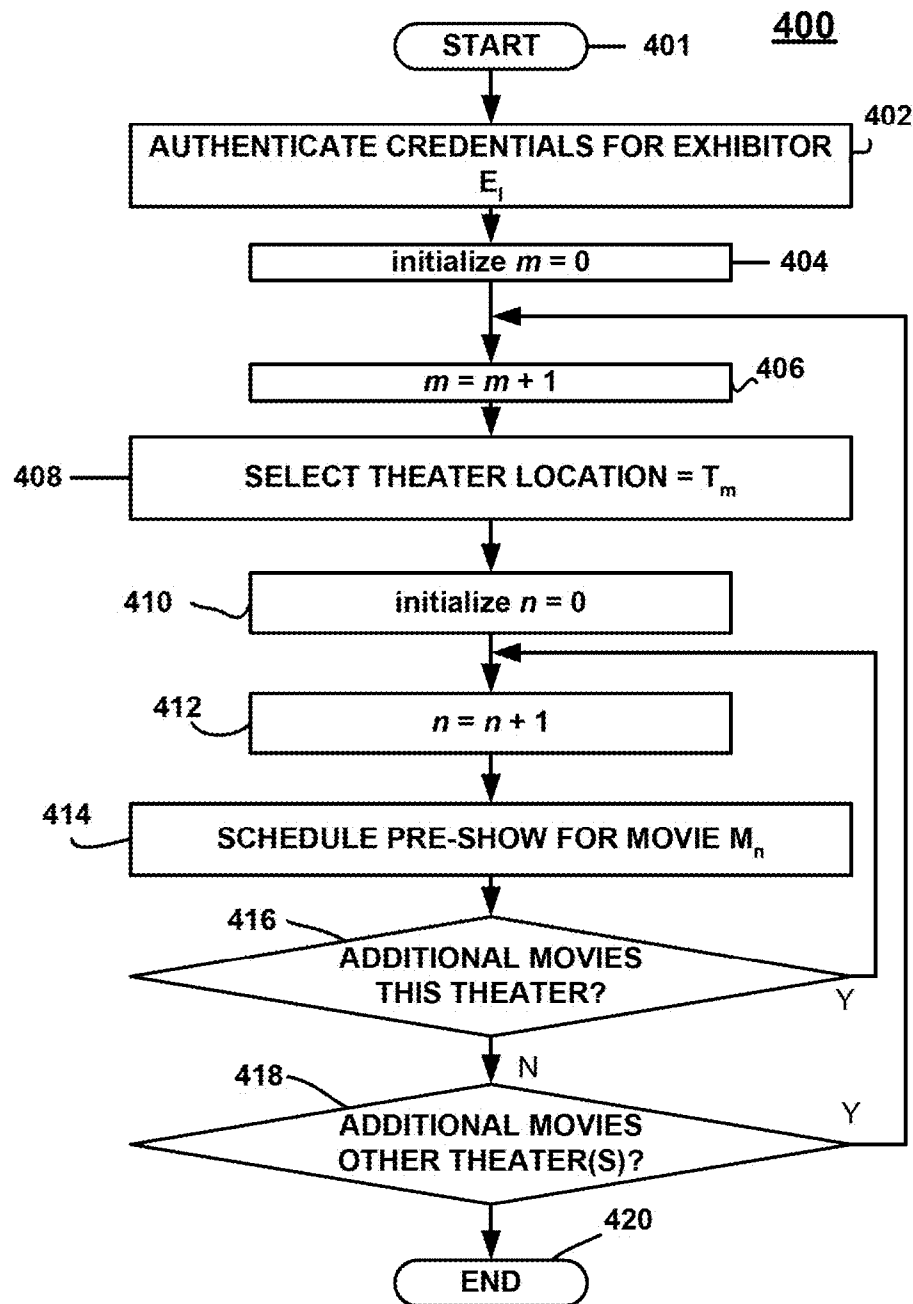 400
START
401
402
AUTHENTICATE CREDENTIALS FOR EXHIBITOR
Ei
initialize m = 0
404
m = m + 1
406
408
SELECT THEATER LOCATION = Tm
410
initialize n = 0
412
n = n + 1
414
SCHEDULE PRE-SHOW FOR MOVIE Mn
416
ADDITIONAL MOVIES
THIS THEATER?
Y
N
418
ADDITIONAL MOVIES
OTHER THEATER(S)?
Y
420
END